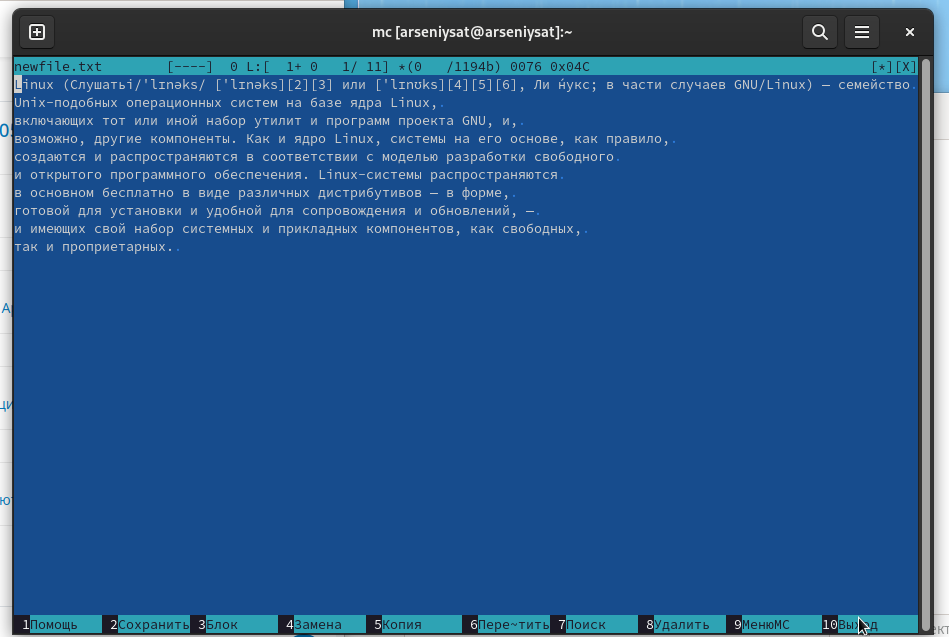 mc [arseniysat@arseniysat]:~
newfile.txt [----] 0 L:[ 1+ 0 1/ 11] *(0 /1194b) 0076 0x04C [*][X]
Linux (Слушатьi/ˈlɪnəks/ [ˈlɪnəks][2][3] или [ˈlɪnʊks][4][5][6], Ли́нукс; в части случаев GNU/Linux) — семейство.
Unix-подобных операционных систем на базе ядра Linux,.
включающих тот или иной набор утилит и программ проекта GNU, и,.
возможно, другие компоненты. Как и ядро Linux, системы на его основе, как правило,.
создаются и распространяются в соответствии с моделью разработки свободного.
и открытого программного обеспечения. Linux-системы распространяются.
в основном бесплатно в виде различных дистрибутивов — в форме,.
готовой для установки и удобной для сопровождения и обновлений, —.
и имеющих свой набор системных и прикладных компонентов, как свободных,.
так и проприетарных..
1Помощь 2Сохранить 3Блок 4Замена 5Копия 6Пере~тить 7Поиск 8Удалить 9МенюMC 10Выход